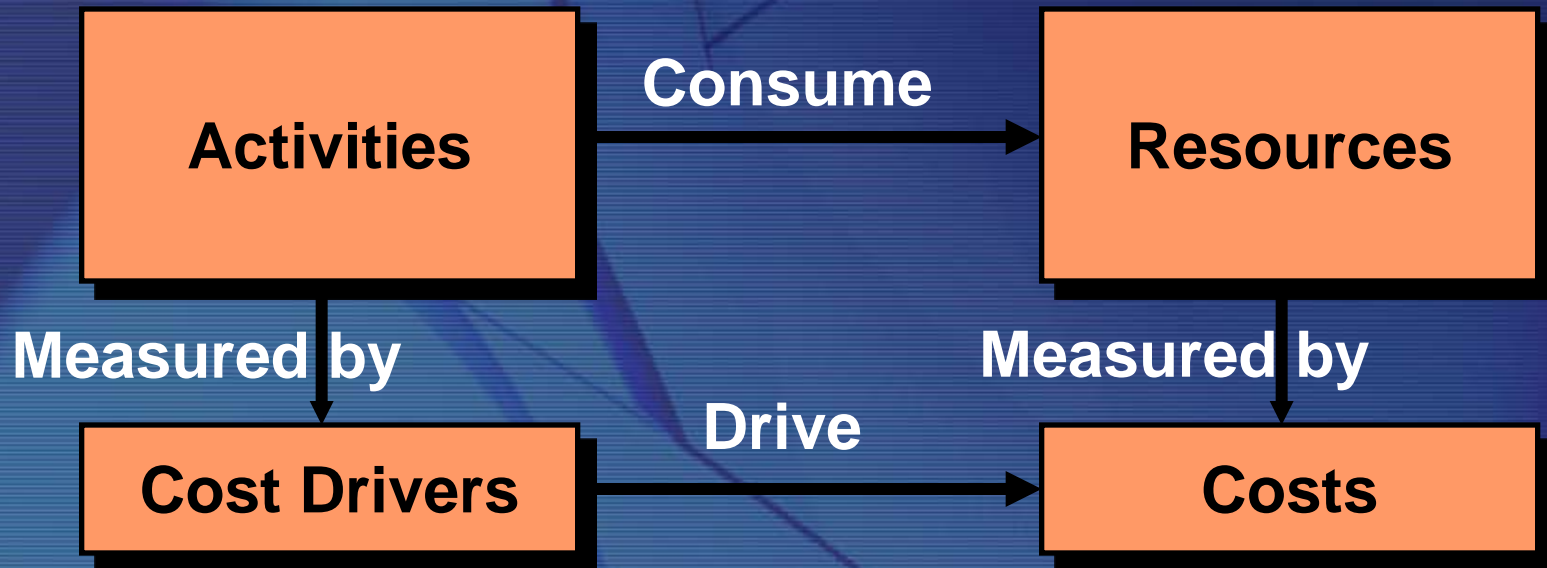 Consume
Activities
Resources
Measured by
Measured by
Drive
Cost Drivers
Costs